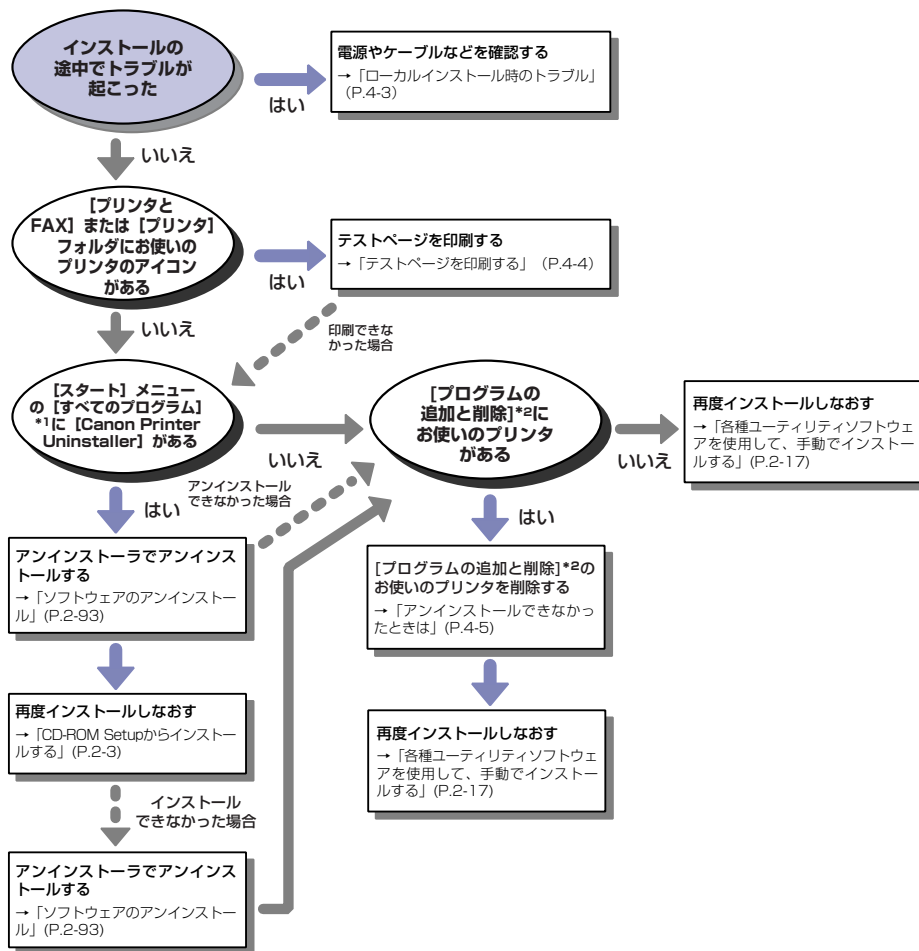 インストールの
途中でトラブルが
起こった
はい
電源やケーブルなどを確認する
→「ローカルインストール時のトラブル」
(P.4-3)
いいえ
[プリンタと
FAX] または [プリンタ]
フォルダにお使いの
プリンタのアイコン
がある
はい
テストページを印刷する
→「テストページを印刷する」 (P.4-4)
いいえ
印刷できな
かった場合
[スタート] メニュー
の [すべてのプログラム]
*1に [Canon Printer
Uninstaller] がある
いいえ
[プログラムの
追加と削除]*2に
お使いのプリンタ
がある
いいえ
再度インストールしなおす
→「各種ユーティリティソフトウェ
アを使用して、手動でインストー
ルする」(P.2-17)
はい
アンインストール
できなかった場合
はい
アンインストーラでアンインス
トールする
→「ソフトウェアのアンインストー
ル」(P.2-93)
[プログラムの追加と削除]*2の
お使いのプリンタを削除する
→「アンインストールできなかっ
たときは」(P.4-5)
再度インストールしなおす
→「CD-ROM Setupからインストー
ルする」(P.2-3)
再度インストールしなおす
→「各種ユーティリティソフトウェ
アを使用して、手動でインストー
ルする」(P.2-17)
インストール
できなかった場合
アンインストーラでアンインス
トールする
→「ソフトウェアのアンインストー
ル」(P.2-93)